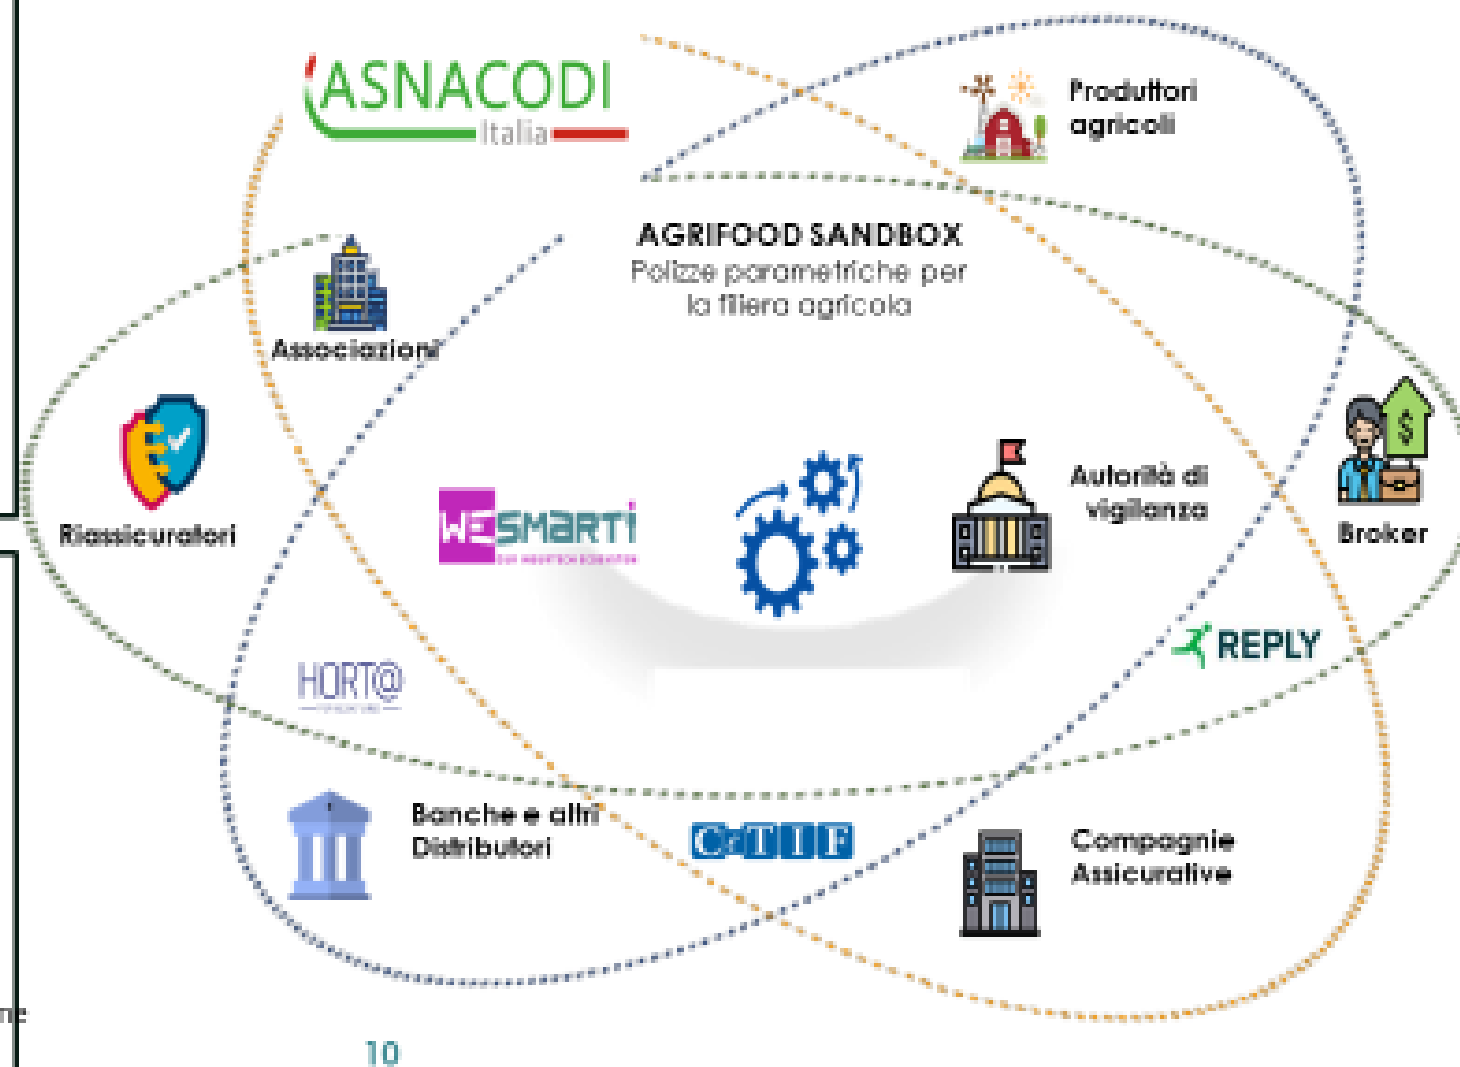 ASNACODI
Italia
Produttori
agricoli
AGRIFOOD SANDBOX
Polizze parametriche per
la filiera agricola
Associazioni
Riassicuratori
WESMARTi
Autorità di
vigilanza
Broker
REPLY
HORT@
Banche e altri
Distributori
CeTIF
Compagnie
Assicurative
10